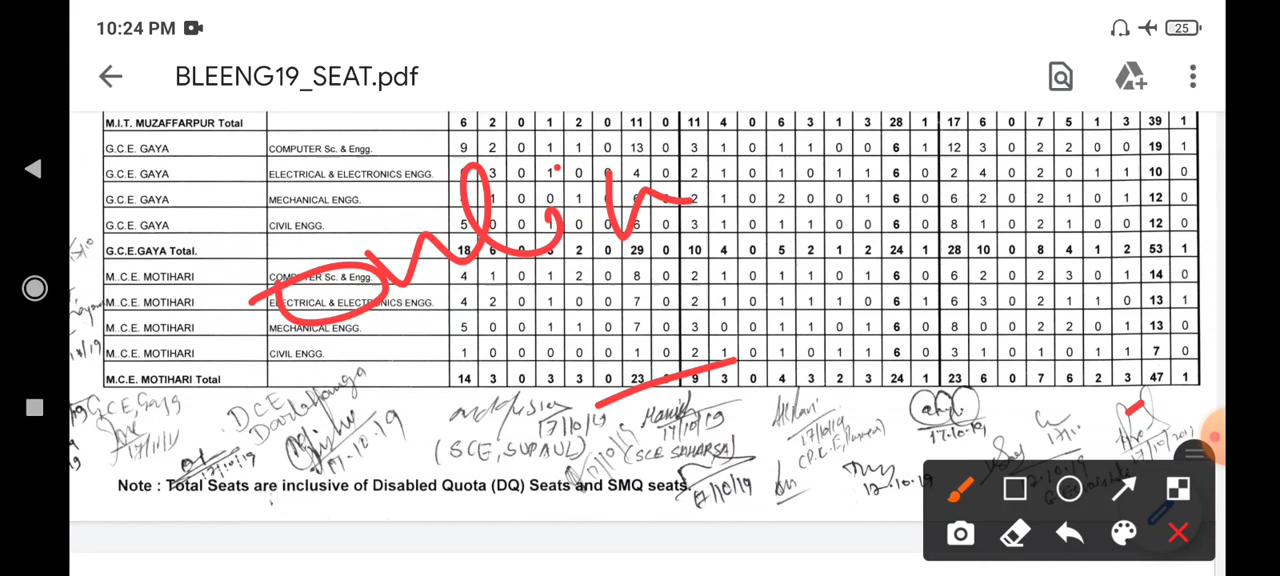 10:24 PM 25
BLEENG19_SEAT.pdf
M.I.T. MUZAFFARPUR Total 6 2 0 1 2 0 11 0 11 4 0 6 3 1 3 28 1 17 6 0 7 5 1 3 39 1
G.C.E. GAYA COMPUTER Sc. & Engg. 9 2 0 1 1 0 13 0 3 1 0 1 1 0 0 6 1 12 3 0 2 2 0 0 19 1
G.C.E. GAYA ELECTRICAL & ELECTRONICS ENGG. 3 0 1 0 4 0 2 1 0 1 0 1 1 6 0 2 4 0 2 0 1 1 10 0
G.C.E. GAYA MECHANICAL ENGG. 1 0 0 1 2 1 0 2 0 0 1 6 0 6 2 0 2 1 0 1 12 0
G.C.E. GAYA CIVIL ENGG. 5 0 0 0 6 0 3 1 0 1 1 0 0 6 0 8 1 0 2 1 0 0 12 0
G.C.E.GAYA Total. 18 6 0 3 2 0 29 0 10 4 0 5 2 1 2 24 1 28 10 0 8 4 1 2 53 1
M..C.E. MOTIHARI COMPUTER Sc. & Engg. 4 1 0 1 2 0 8 0 2 1 0 1 1 0 1 6 0 6 2 0 2 3 0 1 14 0
M..C.E. MOTIHARI ELECTRICAL & ELECTRONICS ENGG. 4 2 0 1 0 0 7 0 2 1 0 1 1 1 0 6 1 6 3 0 2 1 1 0 13 1
M..C.E. MOTIHARI MECHANICAL ENGG. 5 0 0 1 1 0 7 0 3 0 0 1 1 0 1 6 0 8 0 0 2 2 0 1 13 0
M..C.E. MOTIHARI CIVIL ENGG. 1 0 0 0 0 0 1 0 2 1 0 1 0 1 1 6 0 3 1 0 1 0 1 1 7 0
M.C.E. MOTIHARI Total 14 3 0 3 3 0 23 9 3 0 4 3 2 3 24 1 23 6 0 7 6 2 3 47 1
Onlin
GCE, Gaya DCE Darbhanga 17/10/19 17/10/19 17/10/19 17.10.19
17/10/19 17.10.19 (SCE, SUPAUL) (SCE SAHARSA)
Note : Total Seats are inclusive of Disabled Quota (DQ) Seats and SMQ seats. 17/10/19